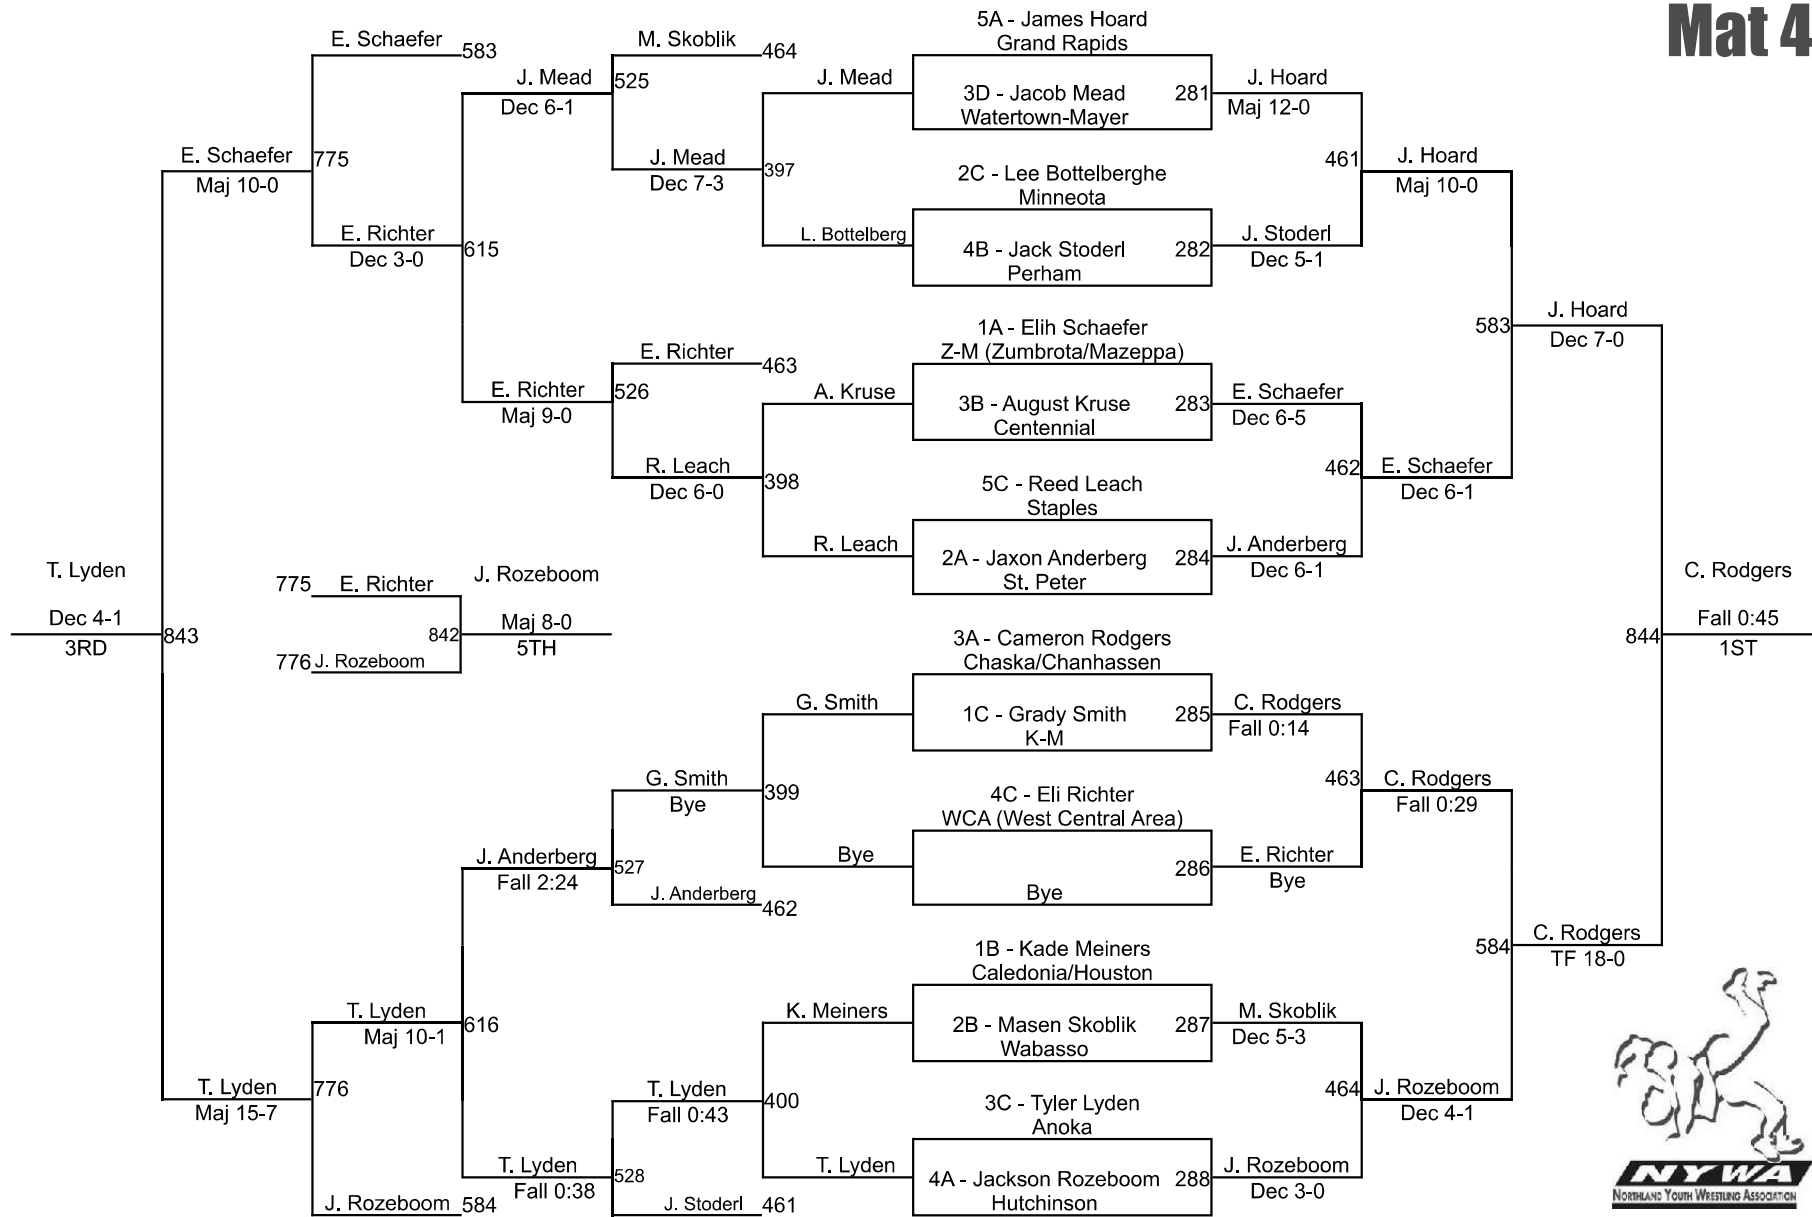 Mat 4
5A - James Hoard
Grand Rapids
E. Schaefer
583
M. Skoblik
464
J. Mead
Dec 6-1
525
J. Mead
3D - Jacob Mead
Watertown-Mayer
281
J. Hoard
Maj 12-0
E. Schaefer
Maj 10-0
775
J. Mead
Dec 7-3
397
2C - Lee Bottelberghe
Minneota
461
J. Hoard
Maj 10-0
E. Richter
Dec 3-0
615
L. Bottelberg
4B - Jack Stoderl
Perham
282
J. Stoderl
Dec 5-1
1A - Elih Schaefer
Z-M (Zumbrota/Mazeppa)
583
J. Hoard
Dec 7-0
E. Richter
463
E. Richter
Maj 9-0
526
A. Kruse
3B - August Kruse
Centennial
283
E. Schaefer
Dec 6-5
R. Leach
Dec 6-0
398
5C - Reed Leach
Staples
462
E. Schaefer
Dec 6-1
R. Leach
2A - Jaxon Anderberg
St. Peter
284
J. Anderberg
Dec 6-1
T. Lyden
Dec 4-1
3RD
843
775
E. Richter
776
J. Rozeboom
842
J. Rozeboom
Maj 8-0
5TH
3A - Cameron Rodgers
Chaska/Chanhassen
844
C. Rodgers
Fall 0:45
1ST
G. Smith
1C - Grady Smith
K-M
285
C. Rodgers
Fall 0:14
G. Smith
Bye
399
4C - Eli Richter
WCA (West Central Area)
463
C. Rodgers
Fall 0:29
J. Anderberg
Fall 2:24
527
Bye
Bye
286
E. Richter
Bye
J. Anderberg
462
1B - Kade Meiners
Caledonia/Houston
584
C. Rodgers
TF 18-0
T. Lyden
Maj 10-1
616
K. Meiners
2B - Masen Skoblik
Wabasso
287
M. Skoblik
Dec 5-3
T. Lyden
Maj 15-7
776
T. Lyden
Fall 0:43
400
3C - Tyler Lyden
Anoka
464
J. Rozeboom
Dec 4-1
T. Lyden
Fall 0:38
528
T. Lyden
4A - Jackson Rozeboom
Hutchinson
288
J. Rozeboom
Dec 3-0
J. Rozeboom
584
J. Stoderl
461
NYWA
NORTHLAND YOUTH WRESTLING ASSOCIATION